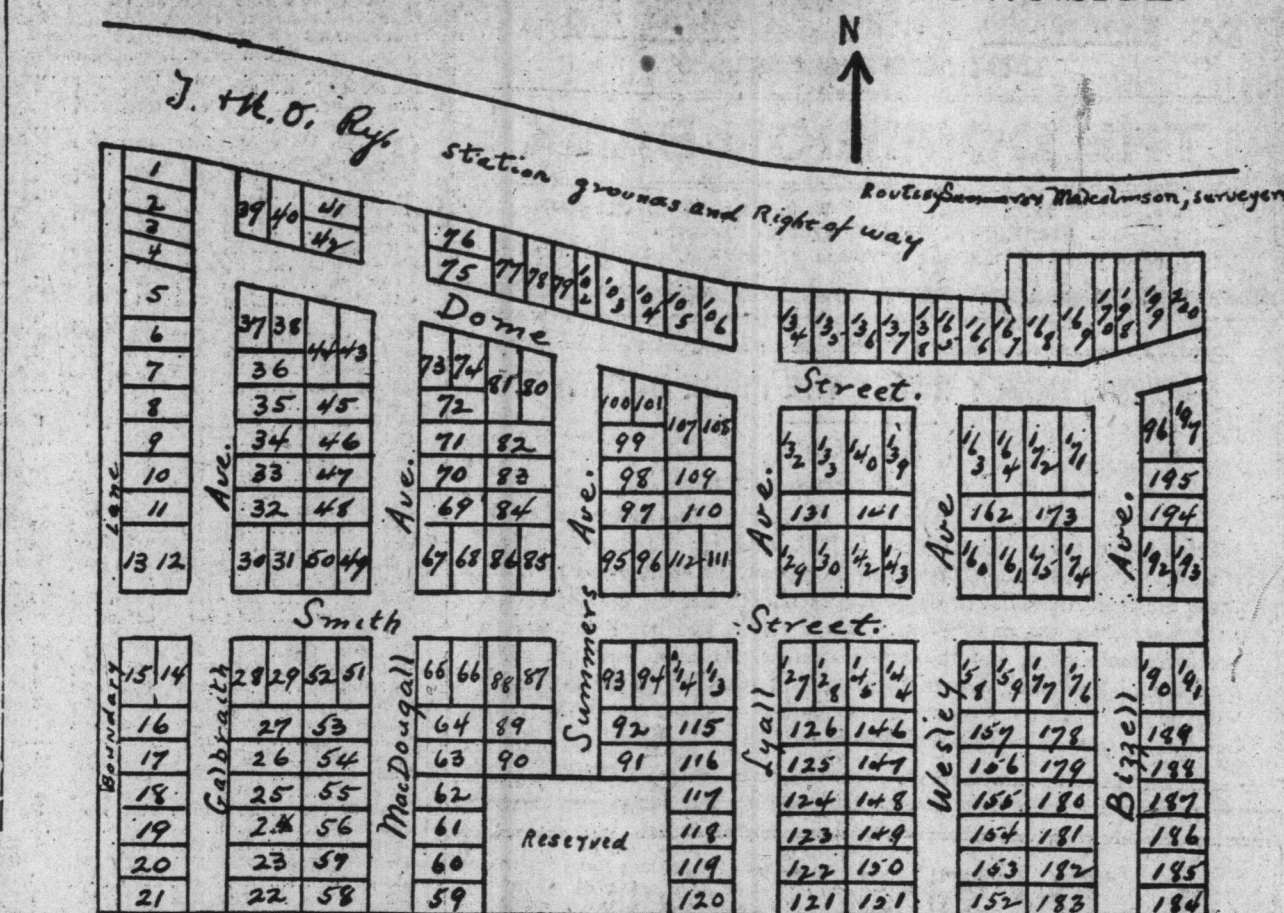 N
T. + N. O. Ry.
Station grounds and Right of way
Malcolmson, surveyer
1
2
3
4
5
6
7
8
9
10
11
13 12
15 14
16
17
18
19
20
21
Boundary Lane
39 40 41
42
37 38 44 43
36
35 45
34 46
33 47
32 48
30 31 50 49
28 29 52 51
27 53
26 54
25 55
24 56
23 57
22 58
Galbraith Ave.
76
75 77 78 79 102 103 104 105 106
Dome Street.
73 74 81 80
72
71 82
70 83
69 84
67 68 86 85
65 66 88 87
64 89
63 90
62
61
60
59
MacDougall Ave.
Smith Street.
100 101 107 108
99
98 109
97 110
95 96 112 111
93 94 114 113
92 115
91 116
117
118
119
120
Reserved
Summers Ave.
134 135 136 137 138 165 166 167 168 169 170 198 199 220
132 133 140 139
131 141
129 130 142 143
127 128 145 144
126 146
125 147
124 148
123 149
122 150
121 151
Lyall Ave.
163 164 172 171
162 173
160 161 175 174
158 159 177 176
157 178
156 179
155 180
154 181
153 182
152 183
Wesley Ave
96 197
195
194
192 193
190 191
189
188
187
186
185
184
Bizzell Ave.